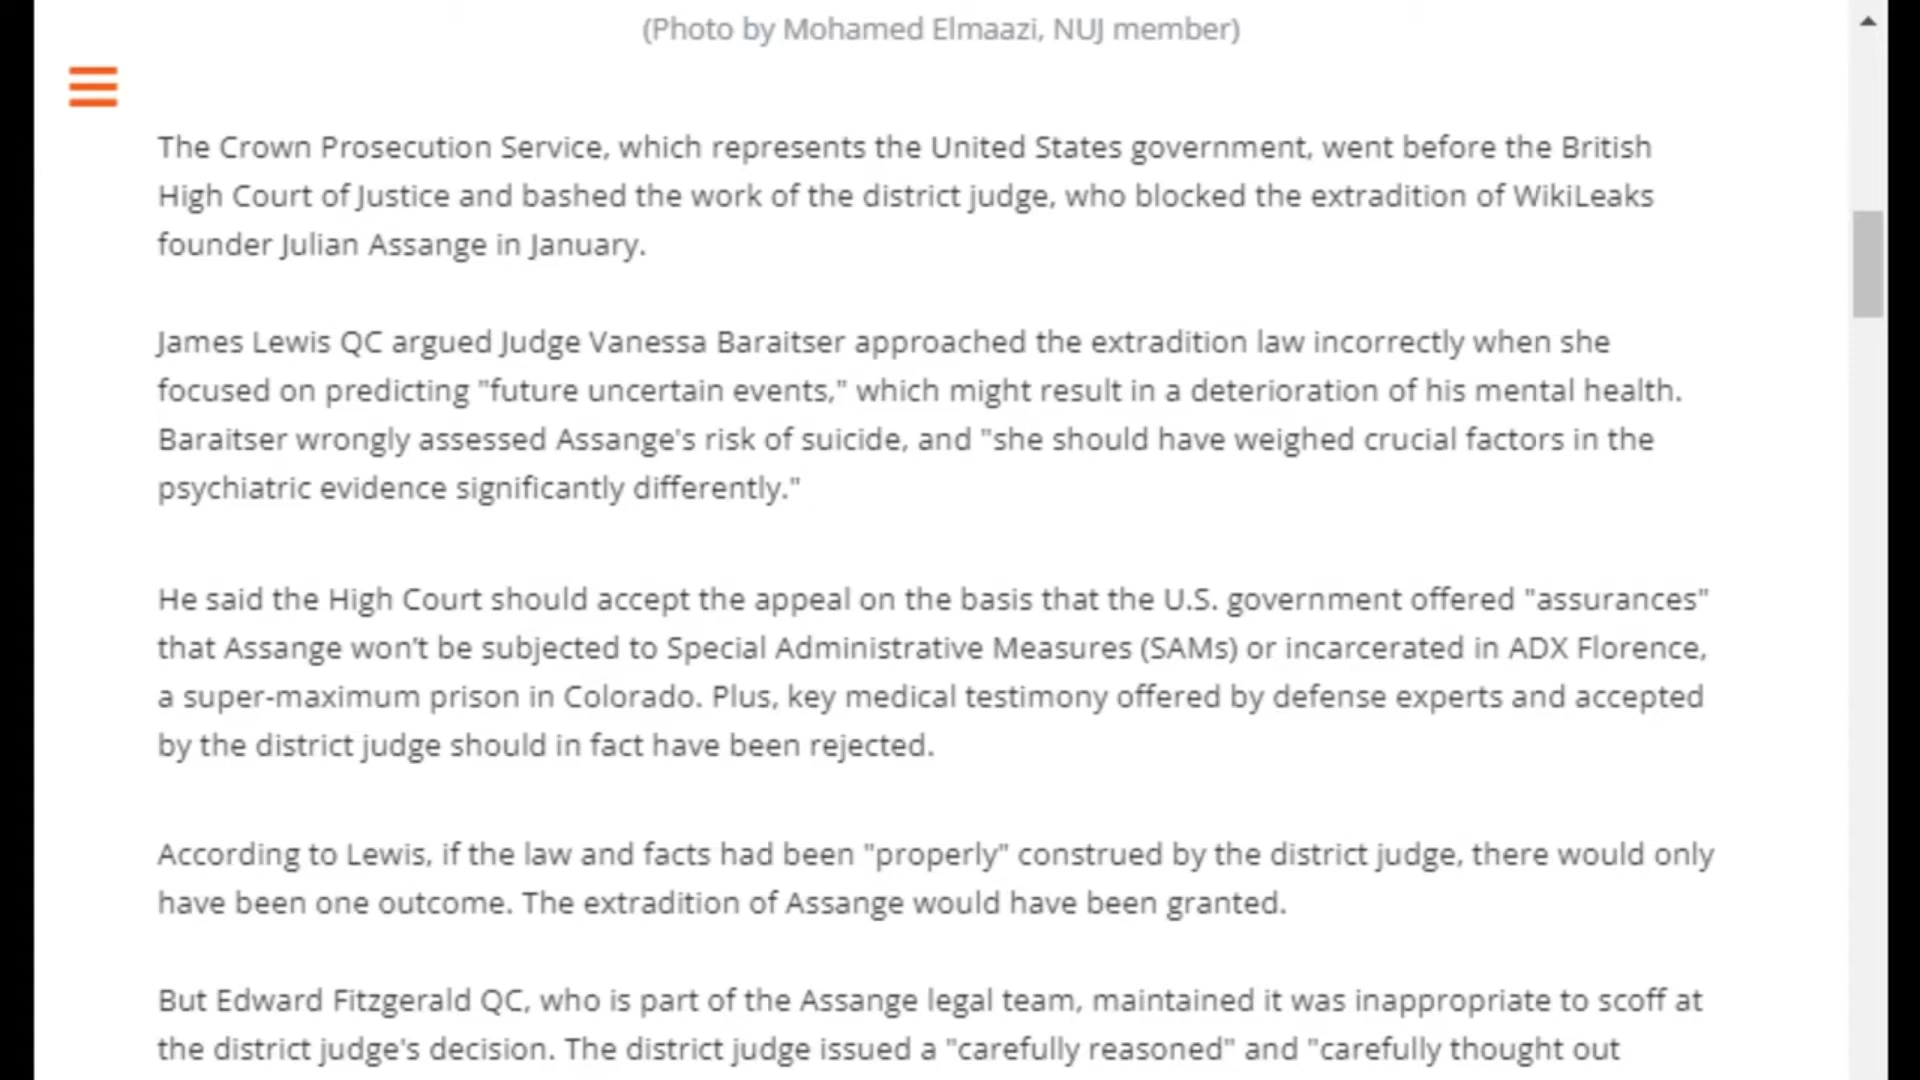 (Photo by Mohamed Elmaazi, NUJ member)
The Crown Prosecution Service, which represents the United States government, went before the British
High Court of Justice and bashed the work of the district judge, who blocked the extradition of WikiLeaks
founder Julian Assange in January.
James Lewis QC argued Judge Vanessa Baraitser approached the extradition law incorrectly when she
focused on predicting "future uncertain events," which might result in a deterioration of his mental health.
Baraitser wrongly assessed Assange's risk of suicide, and "she should have weighed crucial factors in the
psychiatric evidence significantly differently."
He said the High Court should accept the appeal on the basis that the U.S. government offered "assurances"
that Assange won't be subjected to Special Administrative Measures (SAMs) or incarcerated in ADX Florence,
a super-maximum prison in Colorado. Plus, key medical testimony offered by defense experts and accepted
by the district judge should in fact have been rejected.
According to Lewis, if the law and facts had been "properly" construed by the district judge, there would only
have been one outcome. The extradition of Assange would have been granted.
But Edward Fitzgerald QC, who is part of the Assange legal team, maintained it was inappropriate to scoff at
the district judge's decision. The district judge issued a "carefully reasoned" and "carefully thought out